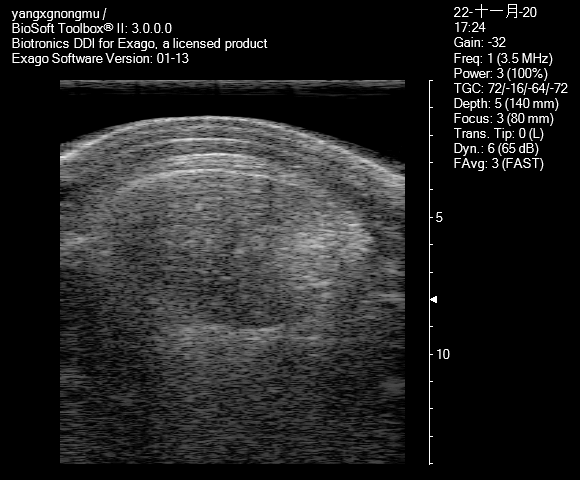 yangxgnongmu /
BioSoft Toolbox® II: 3.0.0.0
Biotronics DDI for Exago, a licensed product
Exago Software Version: 01-13
22-十一月-20
17:24
Gain: -32
Freq: 1 (3.5 MHz)
Power: 3 (100%)
TGC: 72/-16/-64/-72
Depth: 5 (140 mm)
Focus: 3 (80 mm)
Trans. Tip: 0 (L)
Dyn.: 6 (65 dB)
FAvg: 3 (FAST)
5
10